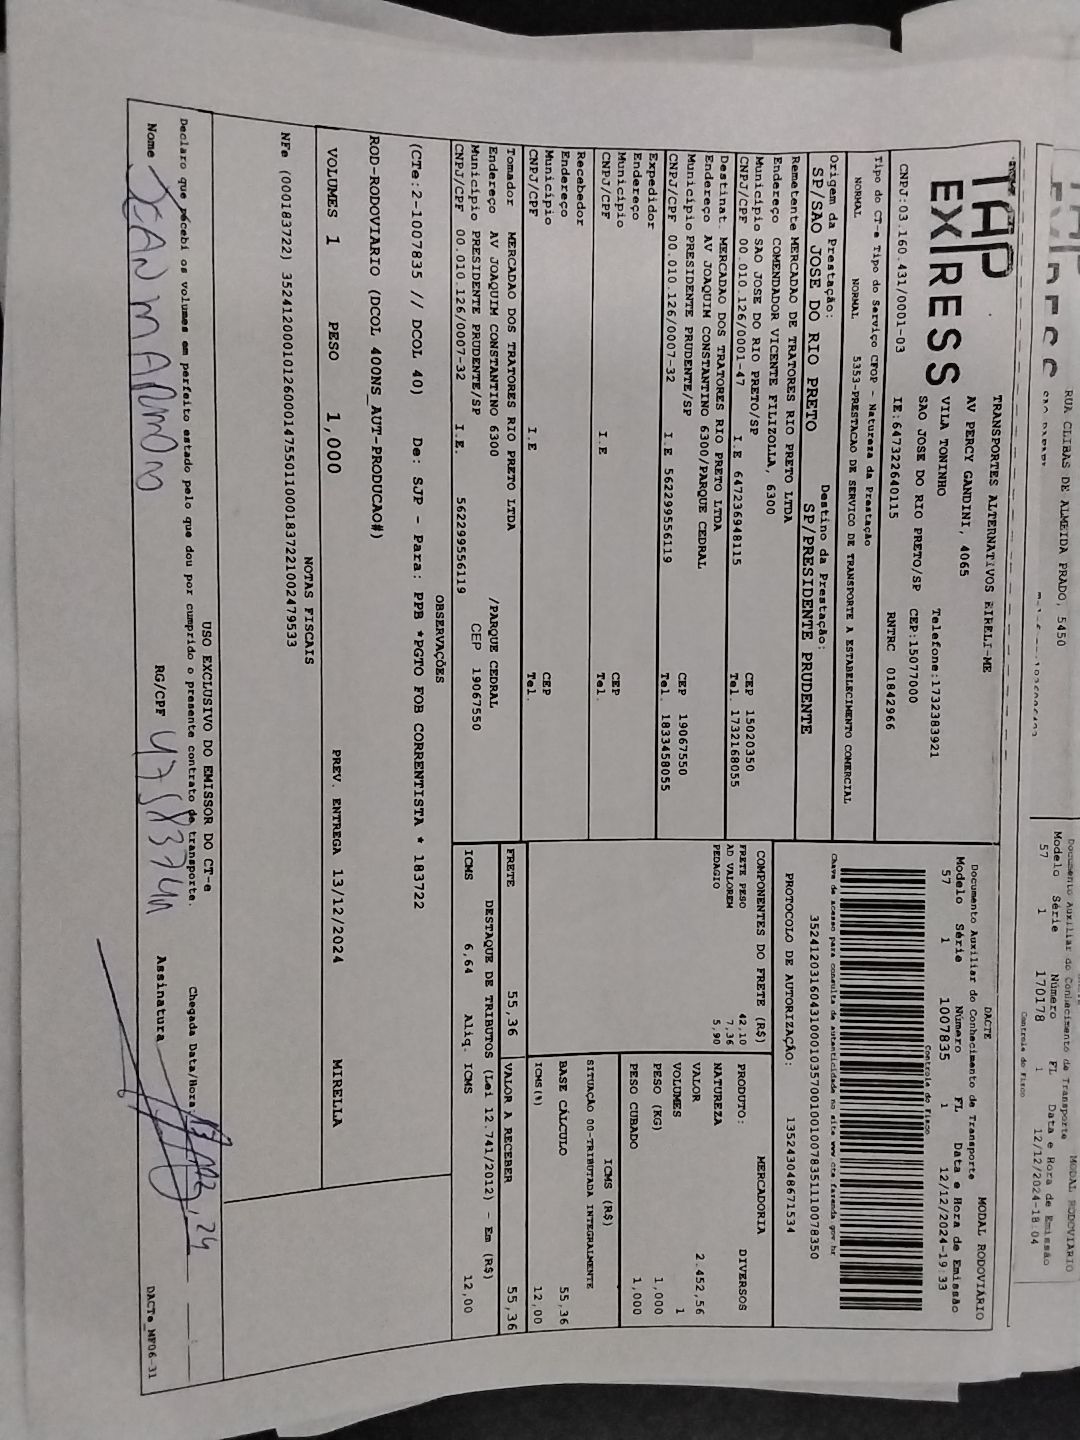 RUA CLIBAS DE ALMEIDA PRADO, 5450
Documento Auxiliar do Conhecimento de Transporte MODAL RODOVIÁRIO
Modelo Série Número FL Data e Hora de Emissão
57 1 170178 1 12/12/2024-18:04
Controle do Fisco
TAP
EXPRESS
TRANSPORTES ALTERNATIVOS EIRELI-ME
AV PERCY GANDINI, 4065
VILA TONINHO Telefone:1732383921
SAO JOSE DO RIO PRETO/SP CEP:15077000
CNPJ:03.160.431/0001-03 IE:647322640115 RNTRC 01842966
DACTE MODAL RODOVIÁRIO
Documento Auxiliar do Conhecimento de Transporte
Modelo Série Número FL Data e Hora de Emissão
57 1 1007835 1 12/12/2024-19:33
Controle do Fisco
Chave de acesso para consulta de autenticidade no site www.cte.fazenda.gov.br
35241203160431000103570010010078351110078350
PROTOCOLO DE AUTORIZAÇÃO: 135243048671534
Tipo do CT-e Tipo do Serviço CFOP - Natureza da Prestação
NORMAL NORMAL 5353-PRESTACAO DE SERVICO DE TRANSPORTE A ESTABELECIMENTO COMERCIAL
Origem da Prestação: Destino da Prestação:
SP/SAO JOSE DO RIO PRETO SP/PRESIDENTE PRUDENTE
Remetente MERCADAO DE TRATORES RIO PRETO LTDA
Endereço COMENDADOR VICENTE FILIZOLLA, 6300
Município SAO JOSE DO RIO PRETO/SP CEP 15020350
CNPJ/CPF 00.010.126/0001-47 I.E 647236948115 Tel. 1732168055
Destinat. MERCADAO DOS TRATORES RIO PRETO LTDA
Endereço AV JOAQUIM CONSTANTINO 6300/PARQUE CEDRAL
Município PRESIDENTE PRUDENTE/SP CEP 19067550
CNPJ/CPF 00.010.126/0007-32 I.E 562299556119 Tel. 1833458055
Expedidor
Endereço
Município CEP
CNPJ/CPF I.E Tel.
Recebedor
Endereço
Município CEP
CNPJ/CPF I.E Tel.
Tomador MERCADAO DOS TRATORES RIO PRETO LTDA
Endereço AV JOAQUIM CONSTANTINO 6300 /PARQUE CEDRAL
Município PRESIDENTE PRUDENTE/SP CEP 19067550
CNPJ/CPF 00.010.126/0007-32 I.E. 562299556119
COMPONENTES DO FRETE (R$)
FRETE PESO 42,10
AD VALOREM 7,36
PEDAGIO 5,90
PRODUTO: MERCADORIA
NATUREZA DIVERSOS
VALOR 2.452,56
VOLUMES 1
PESO (KG) 1,000
PESO CUBADO 1,000
ICMS (R$)
SITUAÇÃO 00-TRIBUTADA INTEGRALMENTE
BASE CÁLCULO 55,36
ICMS(%) 12,00
FRETE 55,36 VALOR A RECEBER 55,36
DESTAQUE DE TRIBUTOS (Lei 12.741/2012) - Em (R$)
ICMS 6,64 Aliq. ICMS 12,00
OBSERVAÇÕES
(CTe:2-1007835 // DCOL 40) De: SJP - Para: PPB *PGTO FOB CORRENTISTA * 183722
ROD-RODOVIARIO (DCOL 400NS_AUT-PRODUCAO#)
VOLUMES 1 PESO 1,000 PREV. ENTREGA 13/12/2024 MIRELLA
NOTAS FISCAIS
NFe (000183722) 35241200010126000147550110001837221002479533
USO EXCLUSIVO DO EMISSOR DO CT-e
Declaro que recebi os volumes em perfeito estado pelo que dou por cumprido o presente contrato de transporte. Chegada Data/Hora:
Nome RG/CPF Assinatura
DACTe_MF06-31